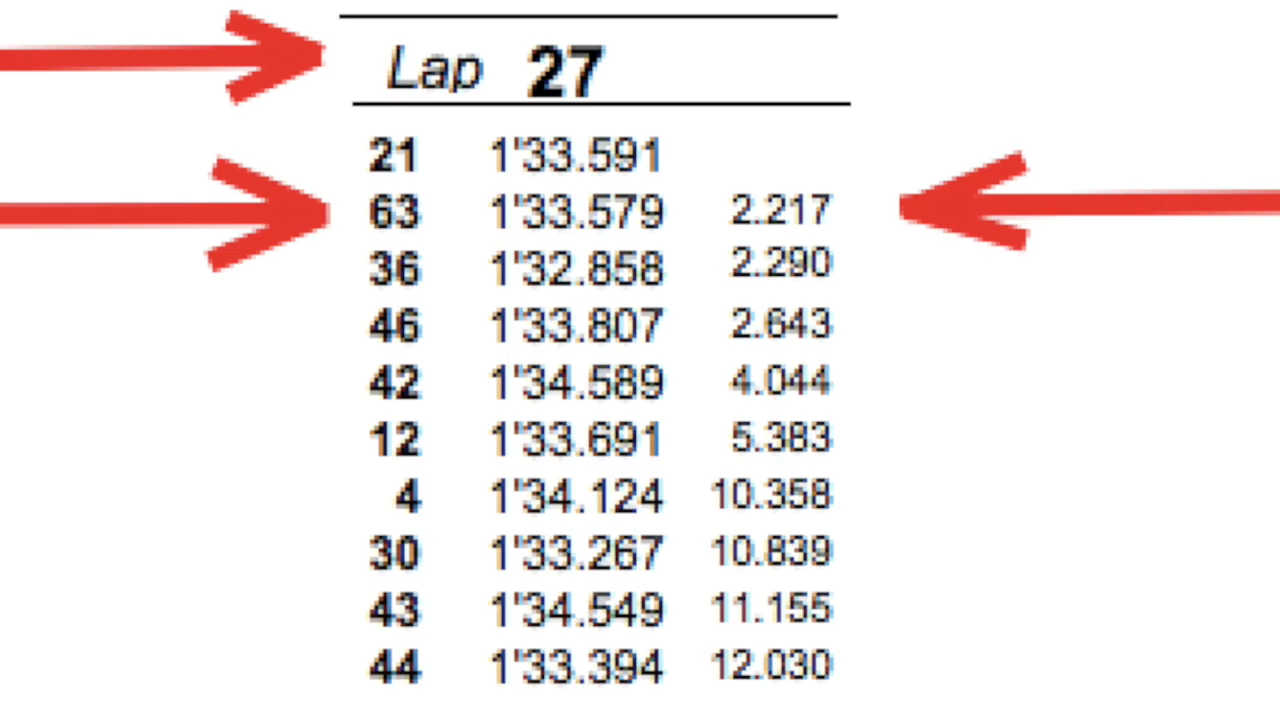 Lap 27
21 1'33.591
63 1'33.579 2.217
36 1'32.858 2.290
46 1'33.807 2.643
42 1'34.589 4.044
12 1'33.691 5.383
4 1'34.124 10.358
30 1'33.267 10.839
43 1'34.549 11.155
44 1'33.394 12.030